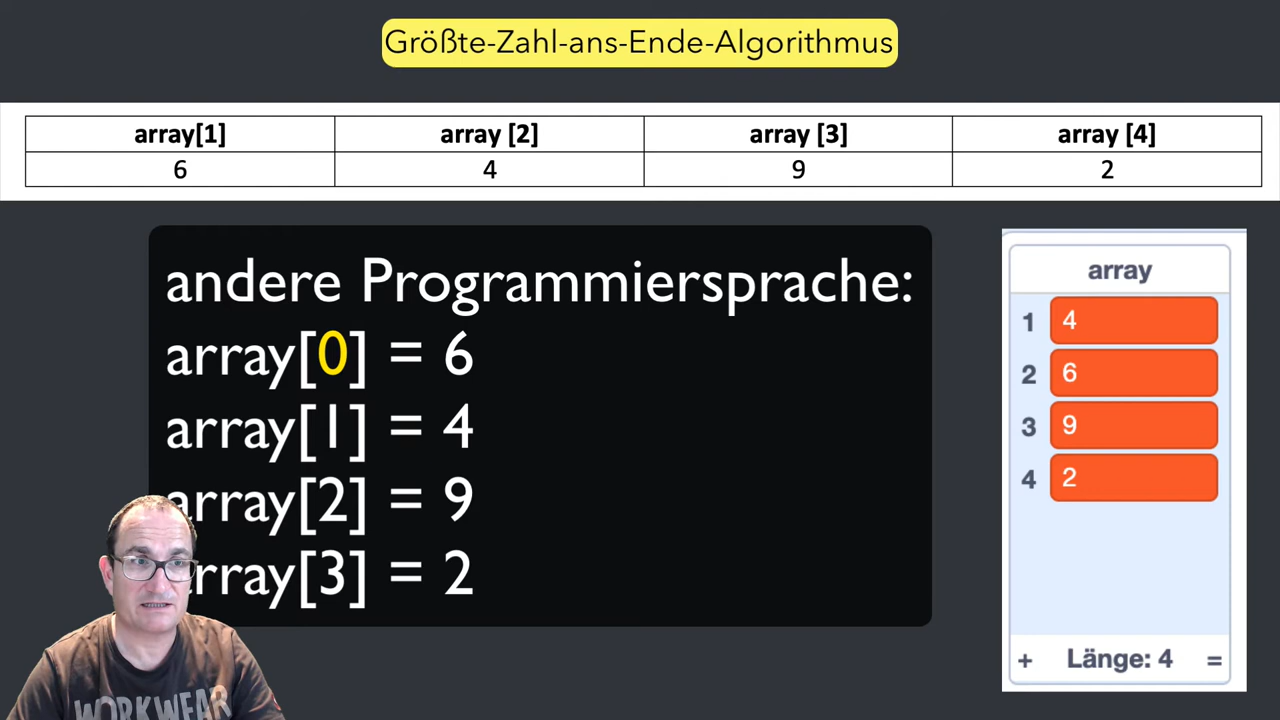 Größte-Zahl-ans-Ende-Algorithmus
array[1] array [2] array [3] array [4]
6 4 9 2
andere Programmiersprache:
array[0] = 6
array[1] = 4
array[2] = 9
array[3] = 2
array
1 4
2 6
3 9
4 2
+ Länge: 4 =
WORKWEAR